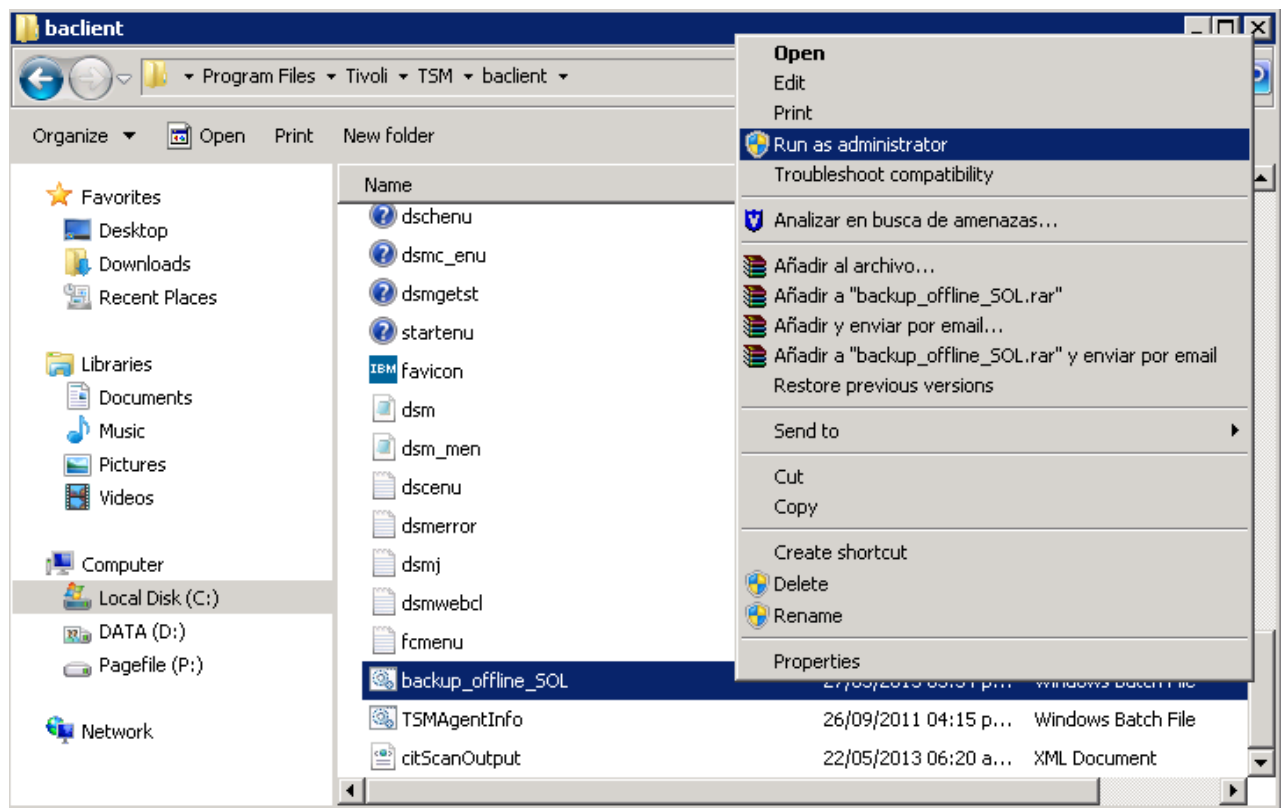 baclient
Program Files Tivoli TSM baclient
Organize Open Print New folder
Favorites
Desktop
Downloads
Recent Places
Libraries
Documents
Music
Pictures
Videos
Computer
Local Disk (C:)
DATA (D:)
Pagefile (P:)
Network
Name
dschenu
dsmc_enu
dsmgetst
startenu
IBM favicon
dsm
dsm_men
dscenu
dsmerror
dsmj
dsmwebcl
fcmenu
backup_offline_SOL
TSMAgentInfo 26/09/2011 04:15 p... Windows Batch File
citScanOutput 22/05/2013 06:20 a... XML Document
Open
Edit
Print
Run as administrator
Troubleshoot compatibility
Analizar en busca de amenazas...
Añadir al archivo...
Añadir a "backup_offline_SOL.rar"
Añadir y enviar por email...
Añadir a "backup_offline_SOL.rar" y enviar por email
Restore previous versions
Send to
Cut
Copy
Create shortcut
Delete
Rename
Properties